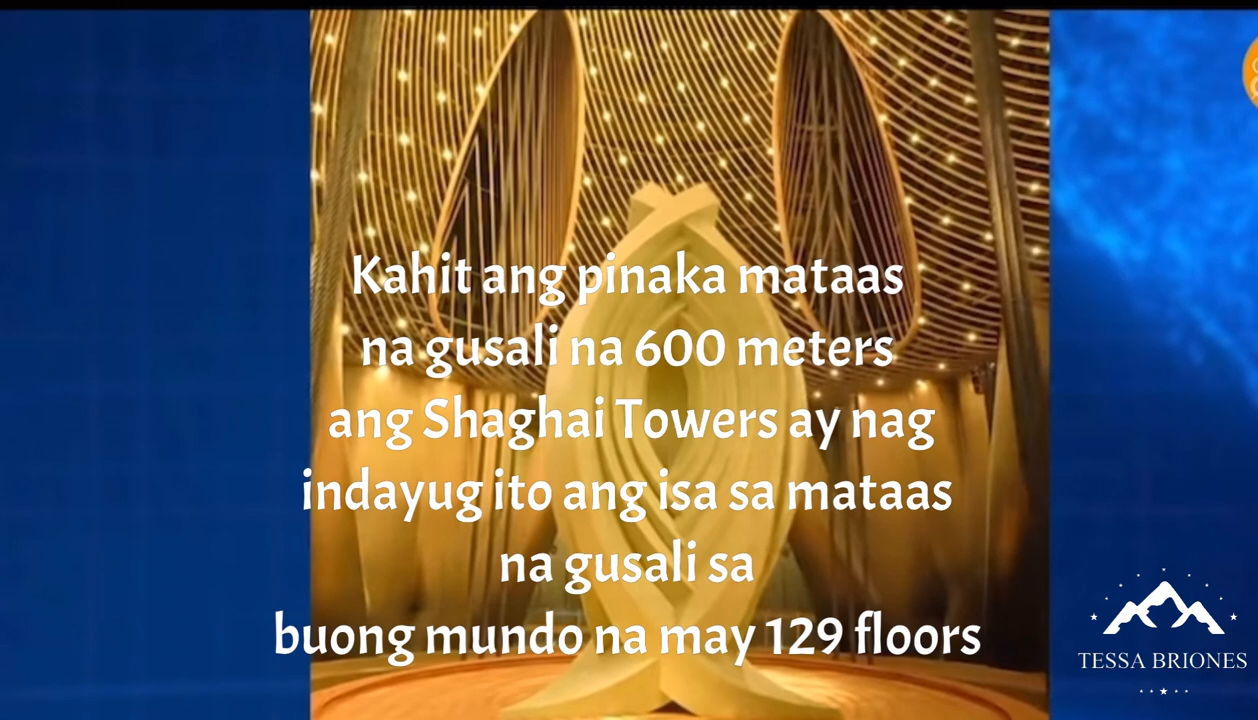 Kahit ang pinaka mataas
na gusali na 600 meters
ang Shaghai Towers ay nag
indayug ito ang isa sa mataas
na gusali sa
buong mundo na may 129 floors
TESSA BRIONES